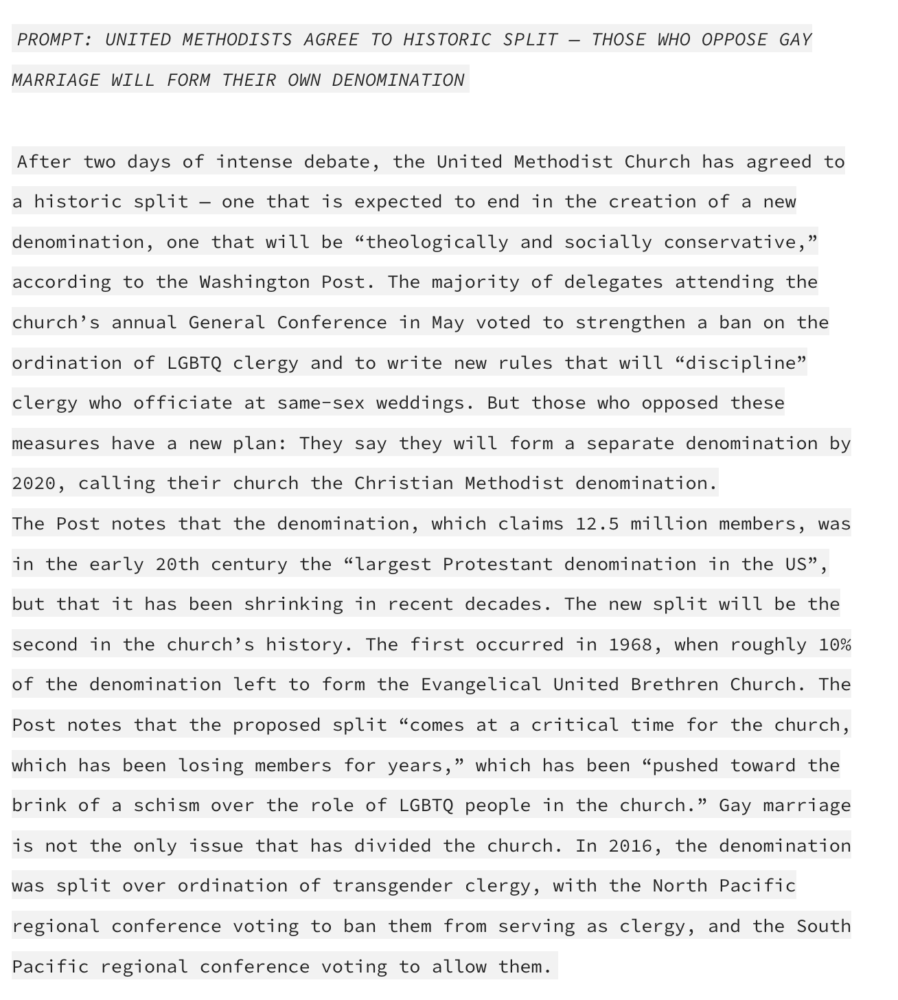 PROMPT: UNITED METHODISTS AGREE TO HISTORIC SPLIT — THOSE WHO OPPOSE GAY
MARRIAGE WILL FORM THEIR OWN DENOMINATION
After two days of intense debate, the United Methodist Church has agreed to
a historic split — one that is expected to end in the creation of a new
denomination, one that will be “theologically and socially conservative,”
according to the Washington Post. The majority of delegates attending the
church’s annual General Conference in May voted to strengthen a ban on the
ordination of LGBTQ clergy and to write new rules that will “discipline”
clergy who officiate at same-sex weddings. But those who opposed these
measures have a new plan: They say they will form a separate denomination by
2020, calling their church the Christian Methodist denomination.
The Post notes that the denomination, which claims 12.5 million members, was
in the early 20th century the “largest Protestant denomination in the US”,
but that it has been shrinking in recent decades. The new split will be the
second in the church’s history. The first occurred in 1968, when roughly 10%
of the denomination left to form the Evangelical United Brethren Church. The
Post notes that the proposed split “comes at a critical time for the church,
which has been losing members for years,” which has been “pushed toward the
brink of a schism over the role of LGBTQ people in the church.” Gay marriage
is not the only issue that has divided the church. In 2016, the denomination
was split over ordination of transgender clergy, with the North Pacific
regional conference voting to ban them from serving as clergy, and the South
Pacific regional conference voting to allow them.